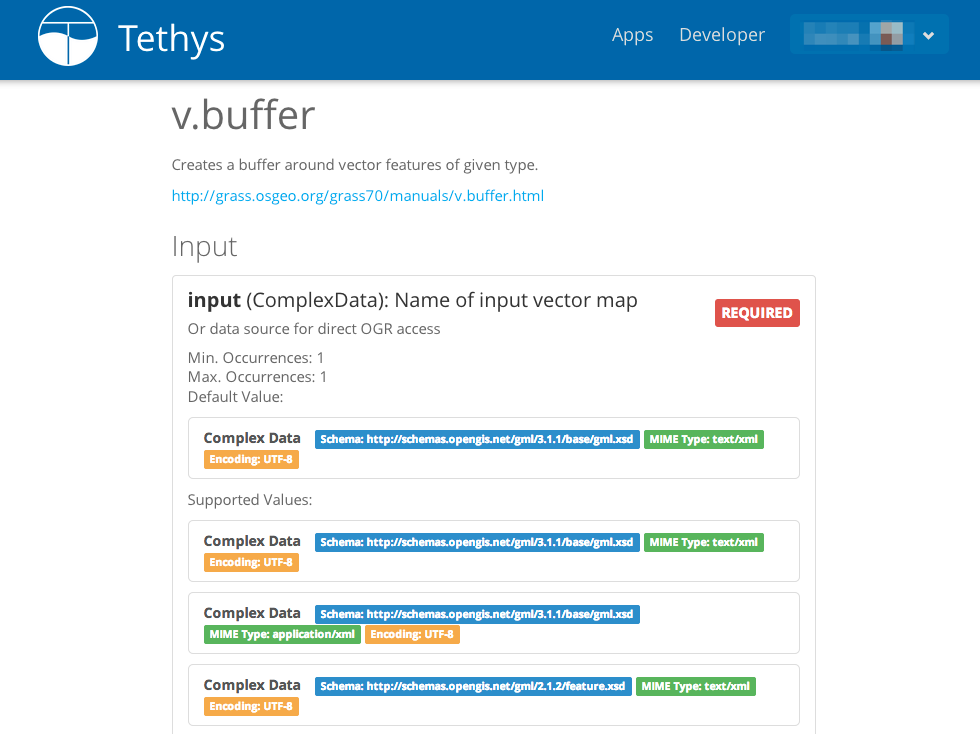 Tethys
Apps Developer
v.buffer
Creates a buffer around vector features of given type.
http://grass.osgeo.org/grass70/manuals/v.buffer.html
Input
input (ComplexData): Name of input vector map
REQUIRED
Or data source for direct OGR access
Min. Occurrences: 1
Max. Occurrences: 1
Default Value:
Complex Data Schema: http://schemas.opengis.net/gml/3.1.1/base/gml.xsd MIME Type: text/xml
Encoding: UTF-8
Supported Values:
Complex Data Schema: http://schemas.opengis.net/gml/3.1.1/base/gml.xsd MIME Type: text/xml
Encoding: UTF-8
Complex Data Schema: http://schemas.opengis.net/gml/3.1.1/base/gml.xsd
MIME Type: application/xml Encoding: UTF-8
Complex Data Schema: http://schemas.opengis.net/gml/2.1.2/feature.xsd MIME Type: text/xml
Encoding: UTF-8